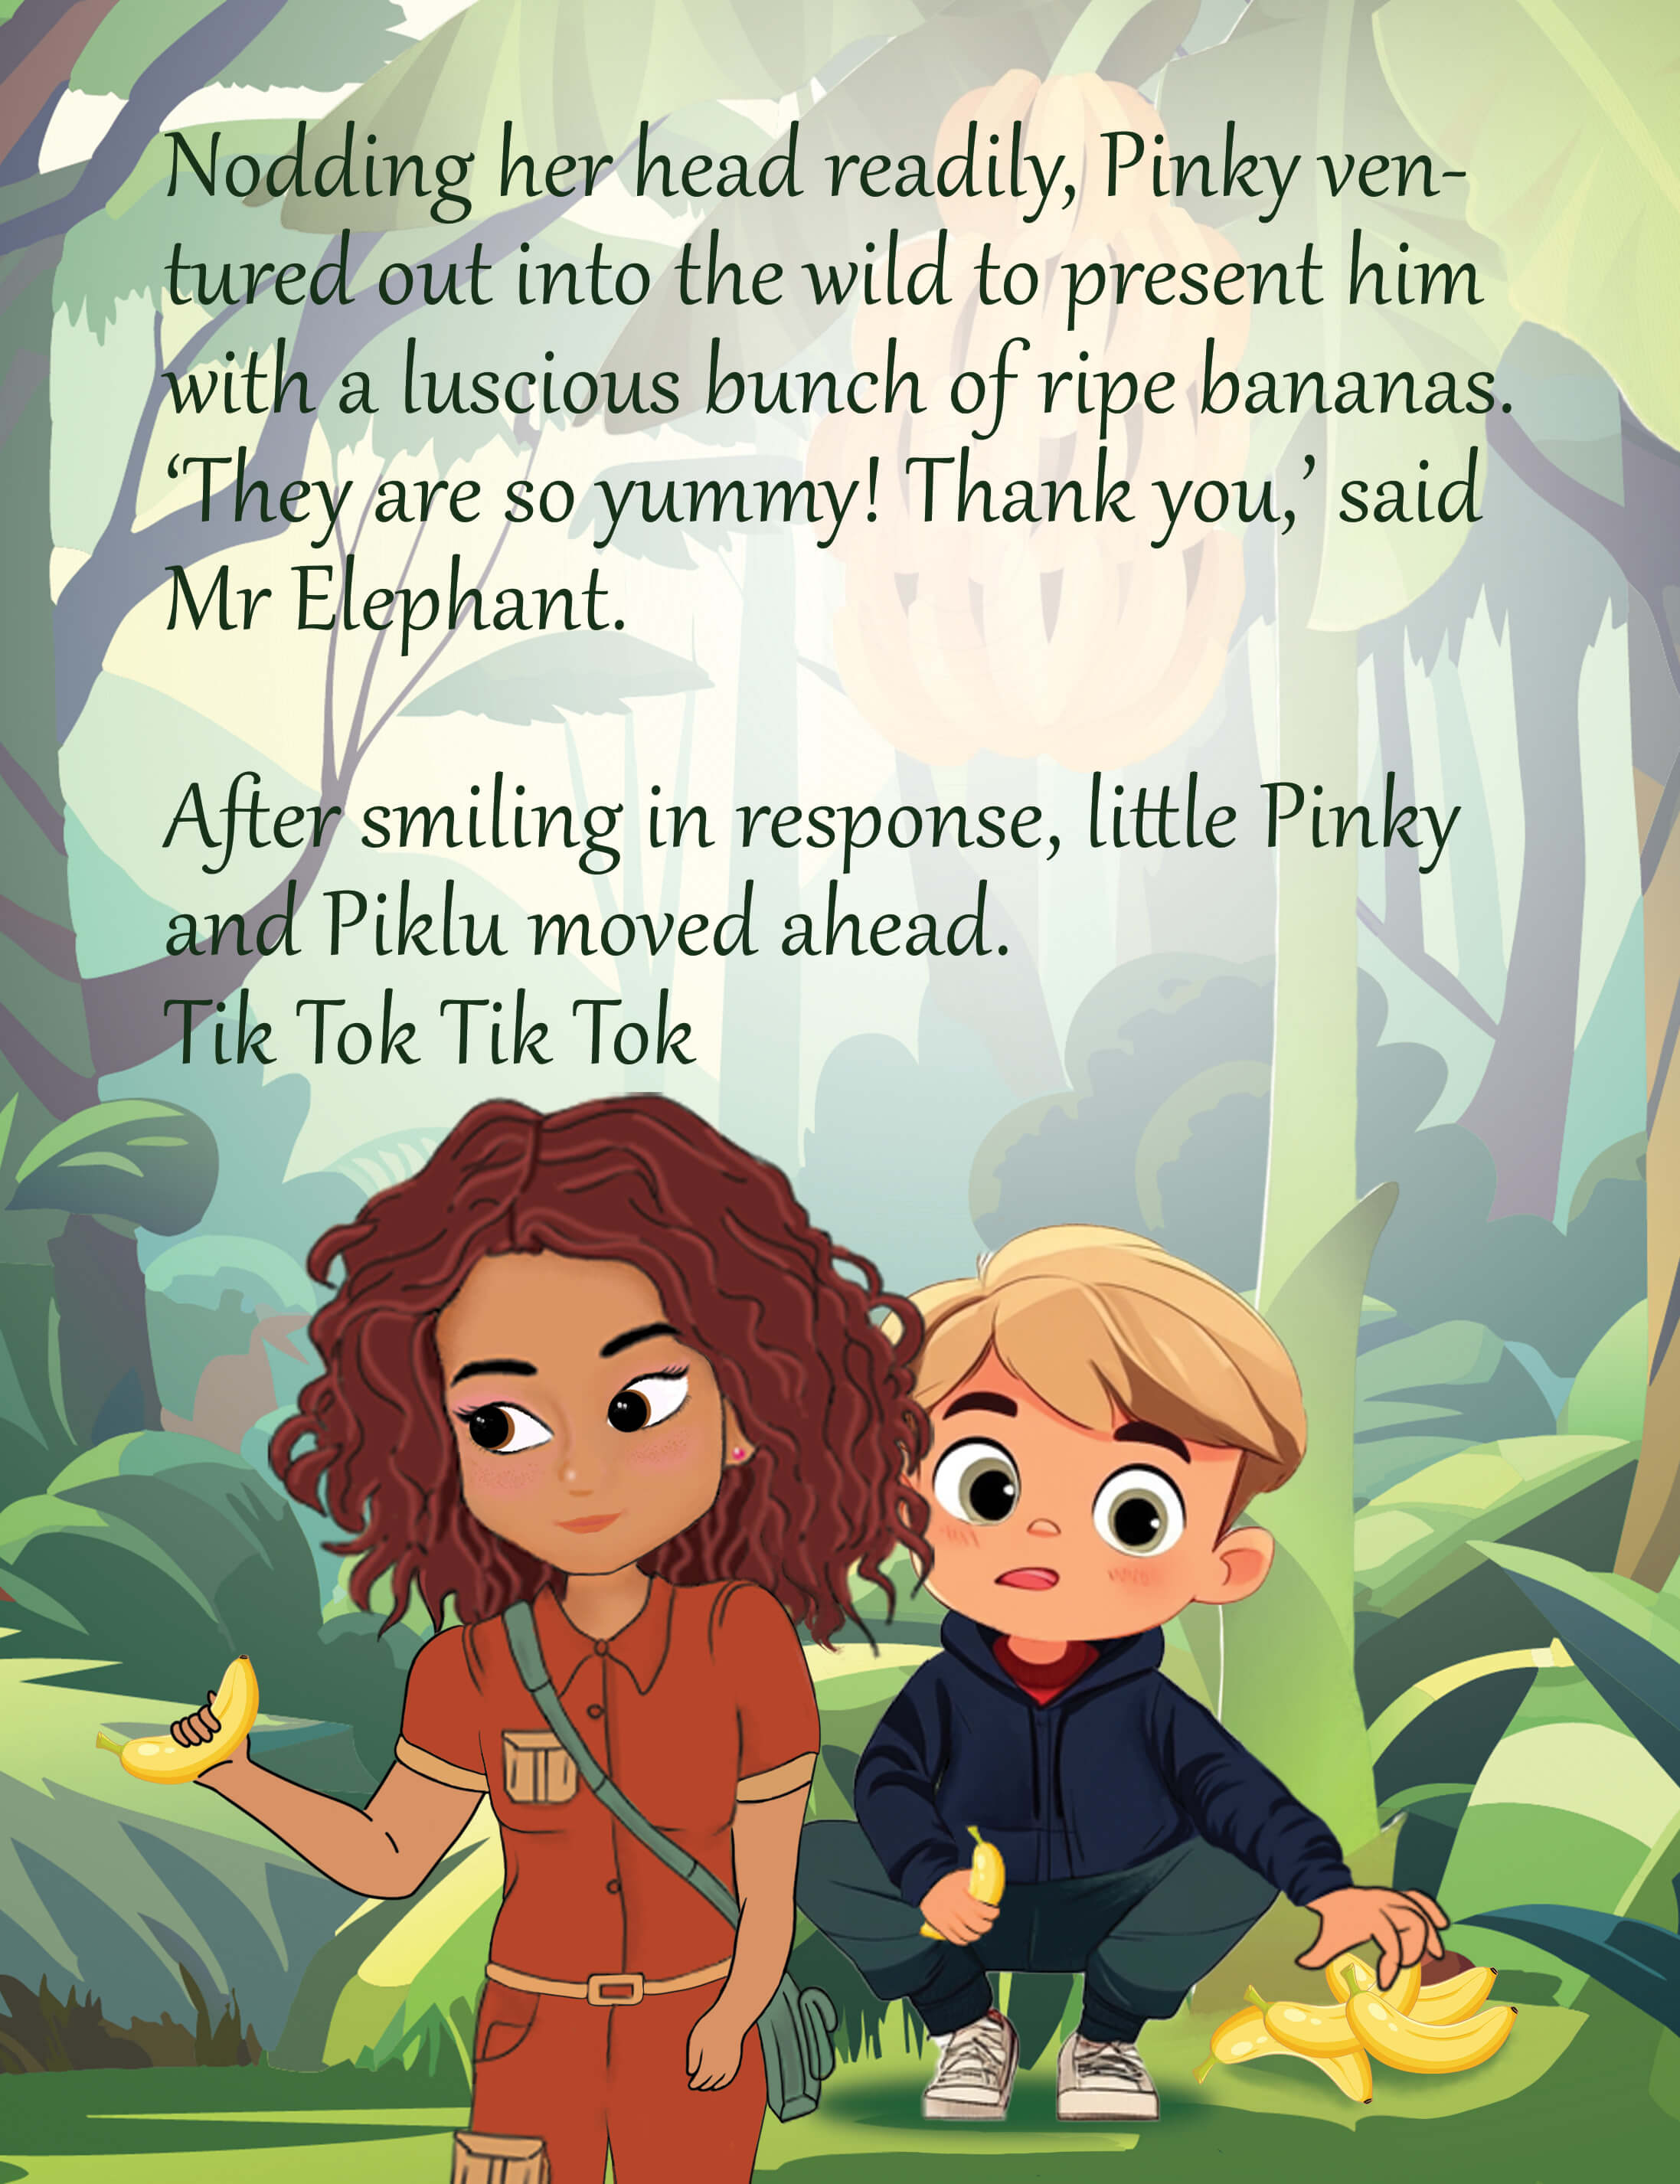 Nodding her head readily, Pinky ven-
tured out into the wild to present him
with a luscious bunch of ripe bananas.
‘They are so yummy! Thank you,’ said
Mr Elephant.
After smiling in response, little Pinky
and Piklu moved ahead.
Tik Tok Tik Tok